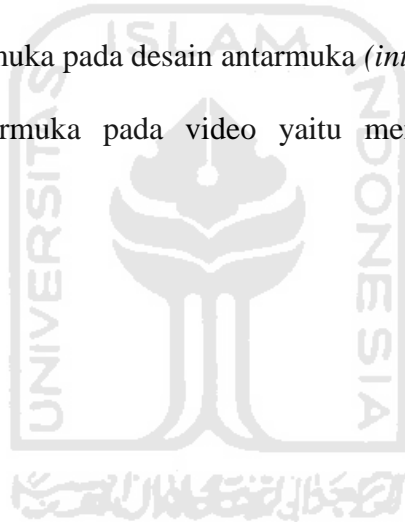 muka pada desain antarmuka (int
rmuka pada video yaitu me
ISLAM
UNIVERSITAS
INDONESIA